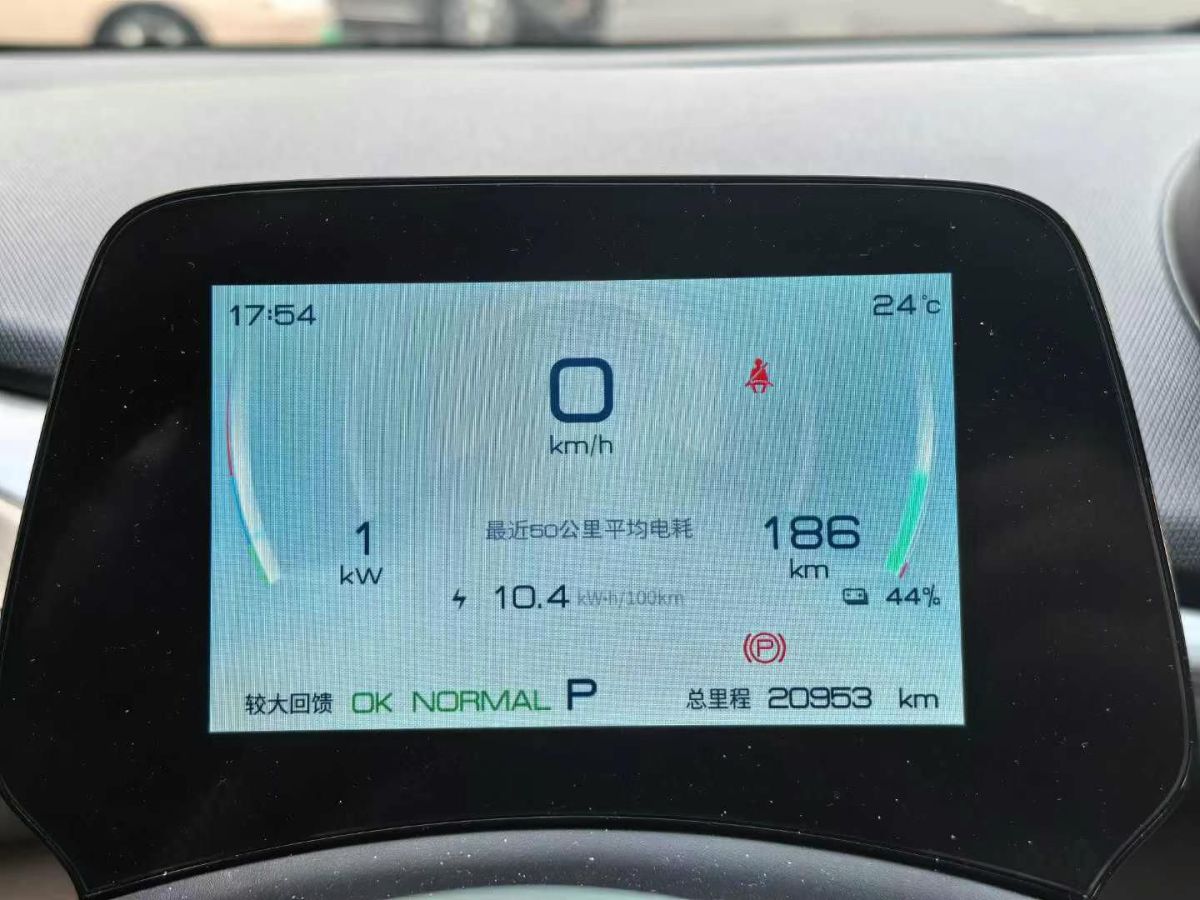 17:54
24°C
0
km/h
1
kW
最近50公里平均电耗
186
km
10.4 kW·h/100km
44%
P
较大回馈 OK NORMAL P
总里程 20953 km